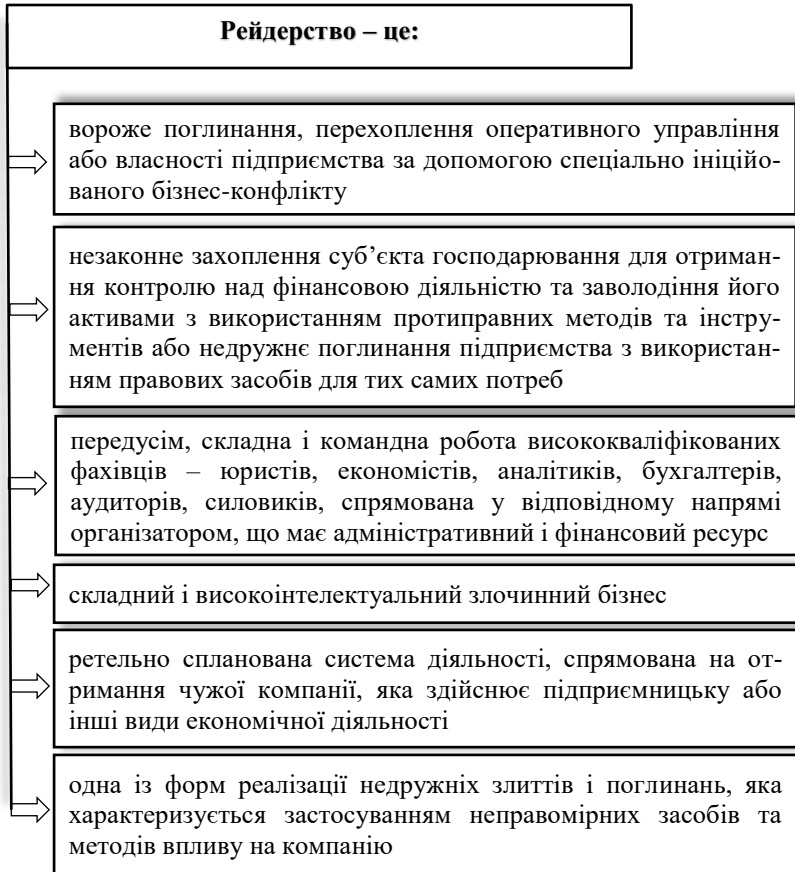 Рейдерство – це:
вороже поглинання, перехоплення оперативного управління
або власності підприємства за допомогою спеціально ініційо-
ваного бізнес-конфлікту
незаконне захоплення суб’єкта господарювання для отриман-
ня контролю над фінансовою діяльністю та заволодіння його
активами з використанням протиправних методів та інстру-
ментів або недружнє поглинання підприємства з використан-
ням правових засобів для тих самих потреб
передусім, складна і командна робота висококваліфікованих
фахівців – юристів, економістів, аналітиків, бухгалтерів,
аудиторів, силовиків, спрямована у відповідному напрямі
організатором, що має адміністративний і фінансовий ресурс
складний і високоінтелектуальний злочинний бізнес
ретельно спланована система діяльності, спрямована на от-
римання чужої компанії, яка здійснює підприємницьку або
інші види економічної діяльності
одна із форм реалізації недружніх злиттів і поглинань, яка
характеризується застосуванням неправомірних засобів та
методів впливу на компанію